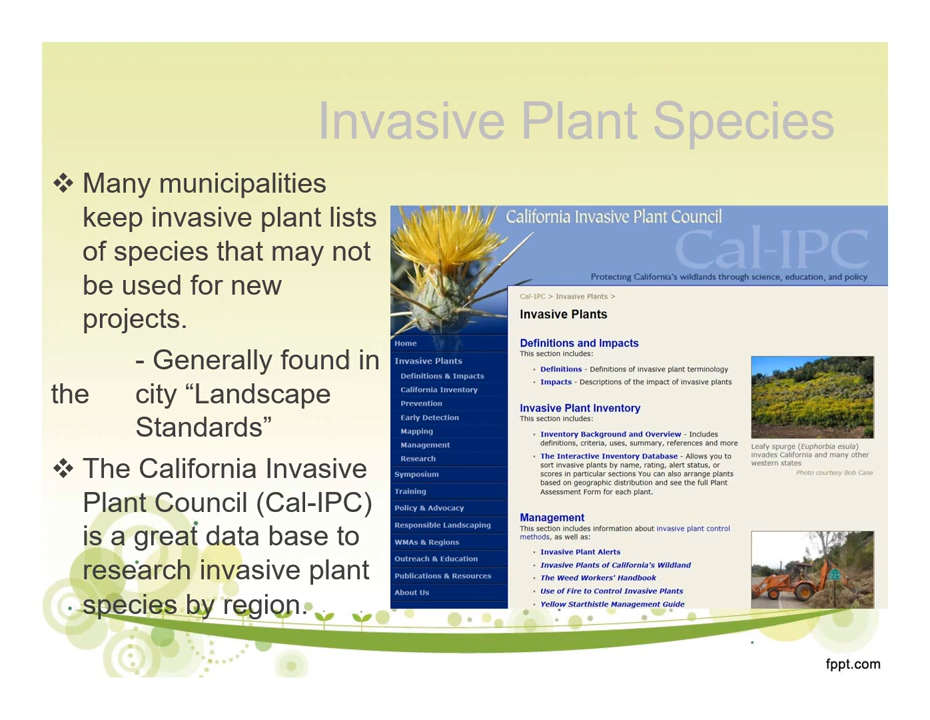 Invasive Plant Species
❖ Many municipalities
keep invasive plant lists
of species that may not
be used for new
projects.
- Generally found in
the city “Landscape
Standards”
❖ The California Invasive
Plant Council (Cal-IPC)
is a great data base to
research invasive plant
species by region.
California Invasive Plant Council
Cal-IPC
Protecting California's wildlands through science, education, and policy
Home
Invasive Plants
Definitions & Impacts
California Inventory
Prevention
Early Detection
Mapping
Management
Research
Symposium
Training
Policy & Advocacy
Responsible Landscaping
WMAs & Regions
Outreach & Education
Publications & Resources
About Us
Cal-IPC > Invasive Plants >
Invasive Plants
Definitions and Impacts
This section includes:
• Definitions - Definitions of invasive plant terminology
• Impacts - Descriptions of the impact of invasive plants
Invasive Plant Inventory
This section includes:
• Inventory Background and Overview - Includes
definitions, criteria, uses, summary, references and more
• The Interactive Inventory Database - Allows you to
sort invasive plants by name, rating, alert status, or
scores in particular sections You can also arrange plants
based on geographic distribution and see the full Plant
Assessment Form for each plant.
Management
This section includes information about invasive plant control
methods, as well as:
• Invasive Plant Alerts
• Invasive Plants of California's Wildland
• The Weed Workers' Handbook
• Use of Fire to Control Invasive Plants
• Yellow Starthistle Management Guide
Leafy spurge (Euphorbia esula)
invades California and many other
western states
Photo courtesy Bob Case
fppt.com